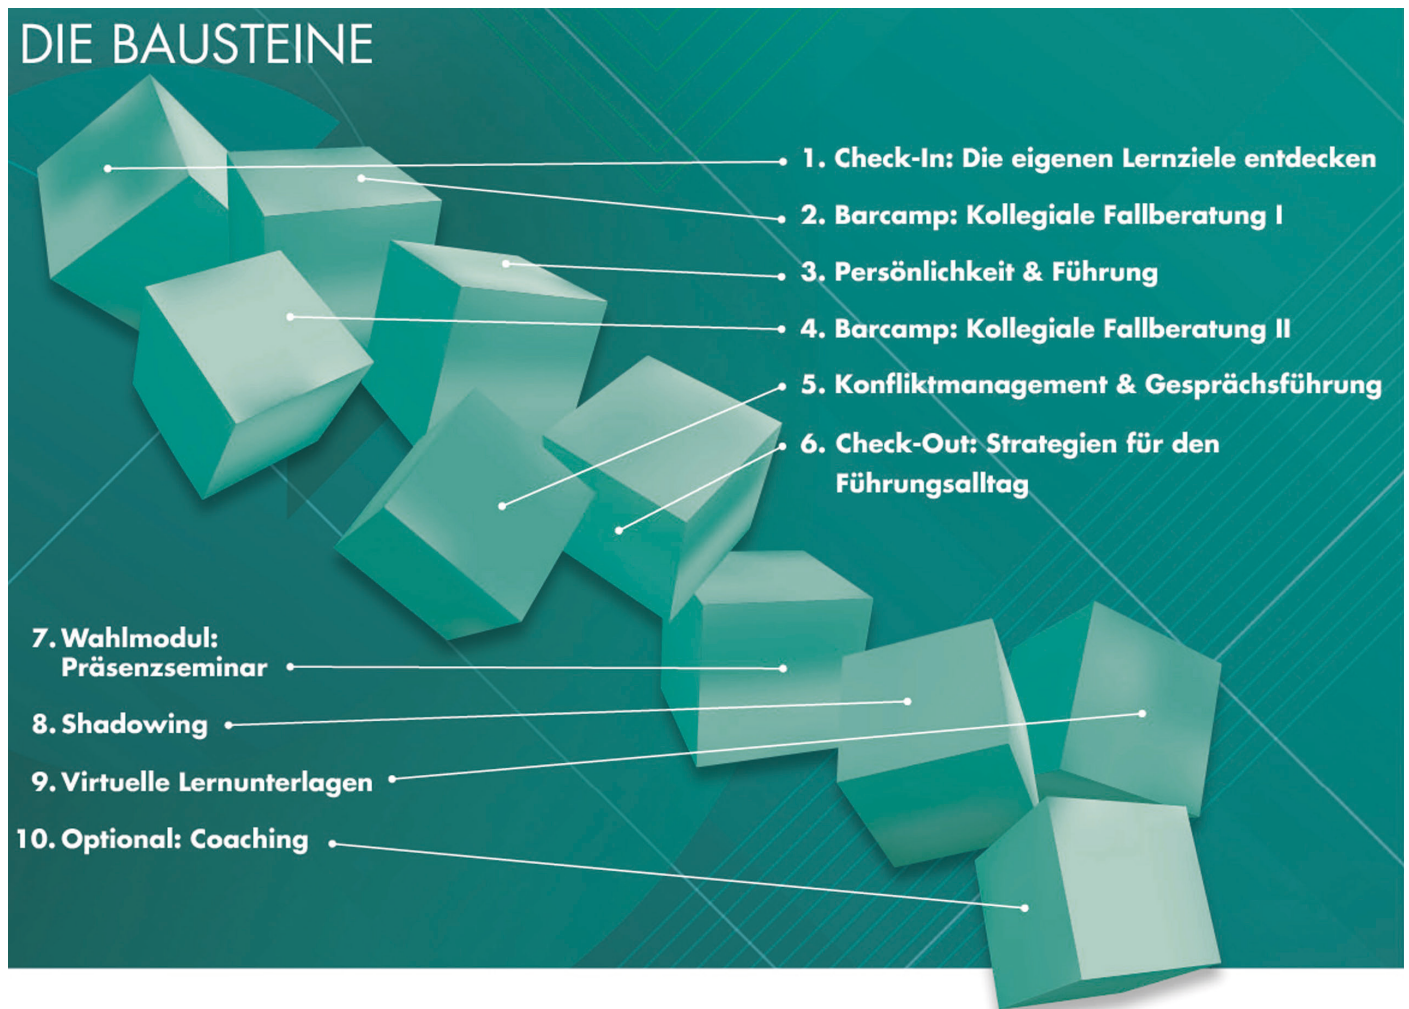 DIE BAUSTEINE
1. Check-In: Die eigenen Lernziele entdecken
2. Barcamp: Kollegiale Fallberatung I
3. Persönlichkeit & Führung
4. Barcamp: Kollegiale Fallberatung II
5. Konfliktmanagement & Gesprächsführung
6. Check-Out: Strategien für den
Führungsalltag
7. Wahlmodul:
Präsenzseminar
8. Shadowing
9. Virtuelle Lernunterlagen
10. Optional: Coaching